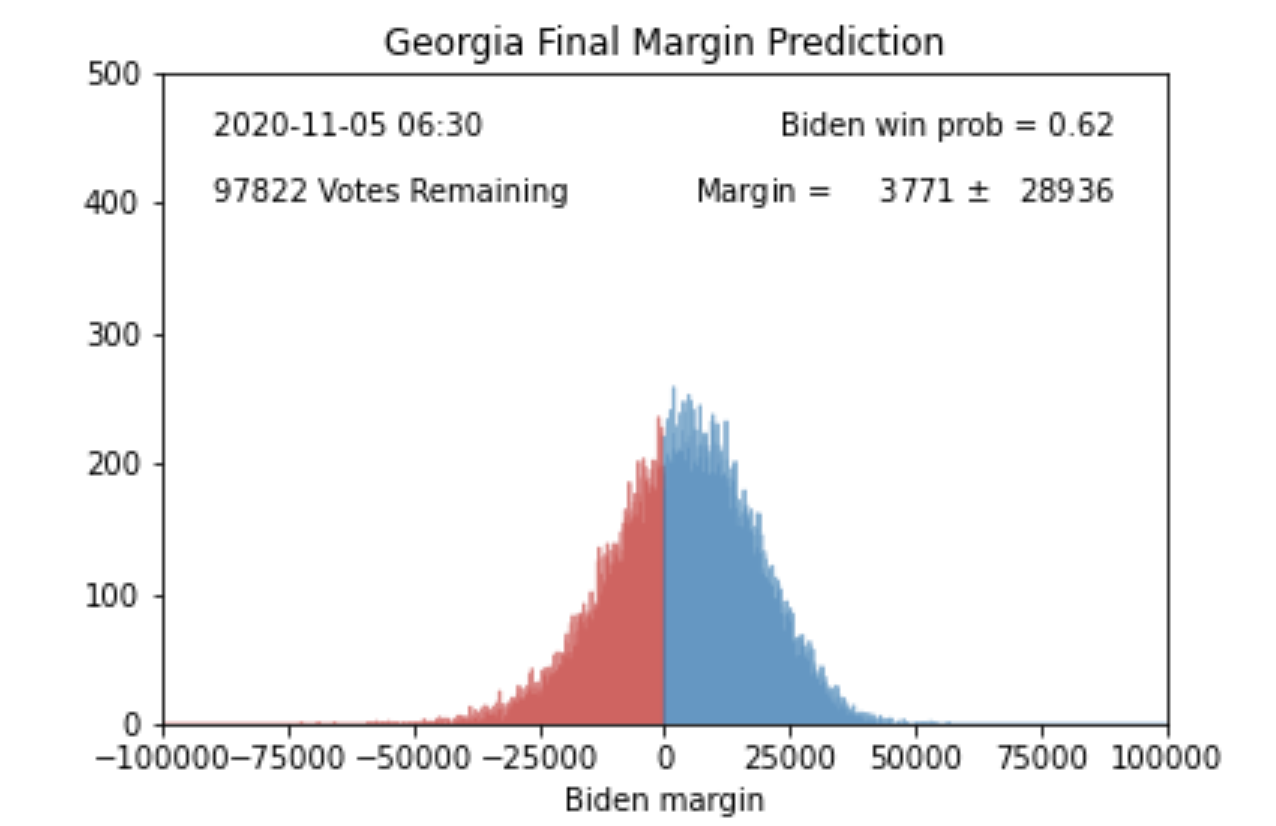 Georgia Final Margin Prediction
500
2020-11-05 06:30
Biden win prob = 0.62
97822 Votes Remaining
Margin = 3771 ± 28936
400
300
200
100
0
−100000 −75000 −50000 −25000 0 25000 50000 75000 100000
Biden margin